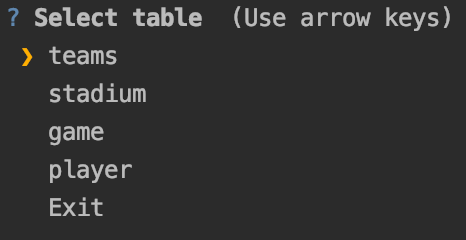 ? Select table  (Use arrow keys)
❯ teams
stadium
game
player
Exit